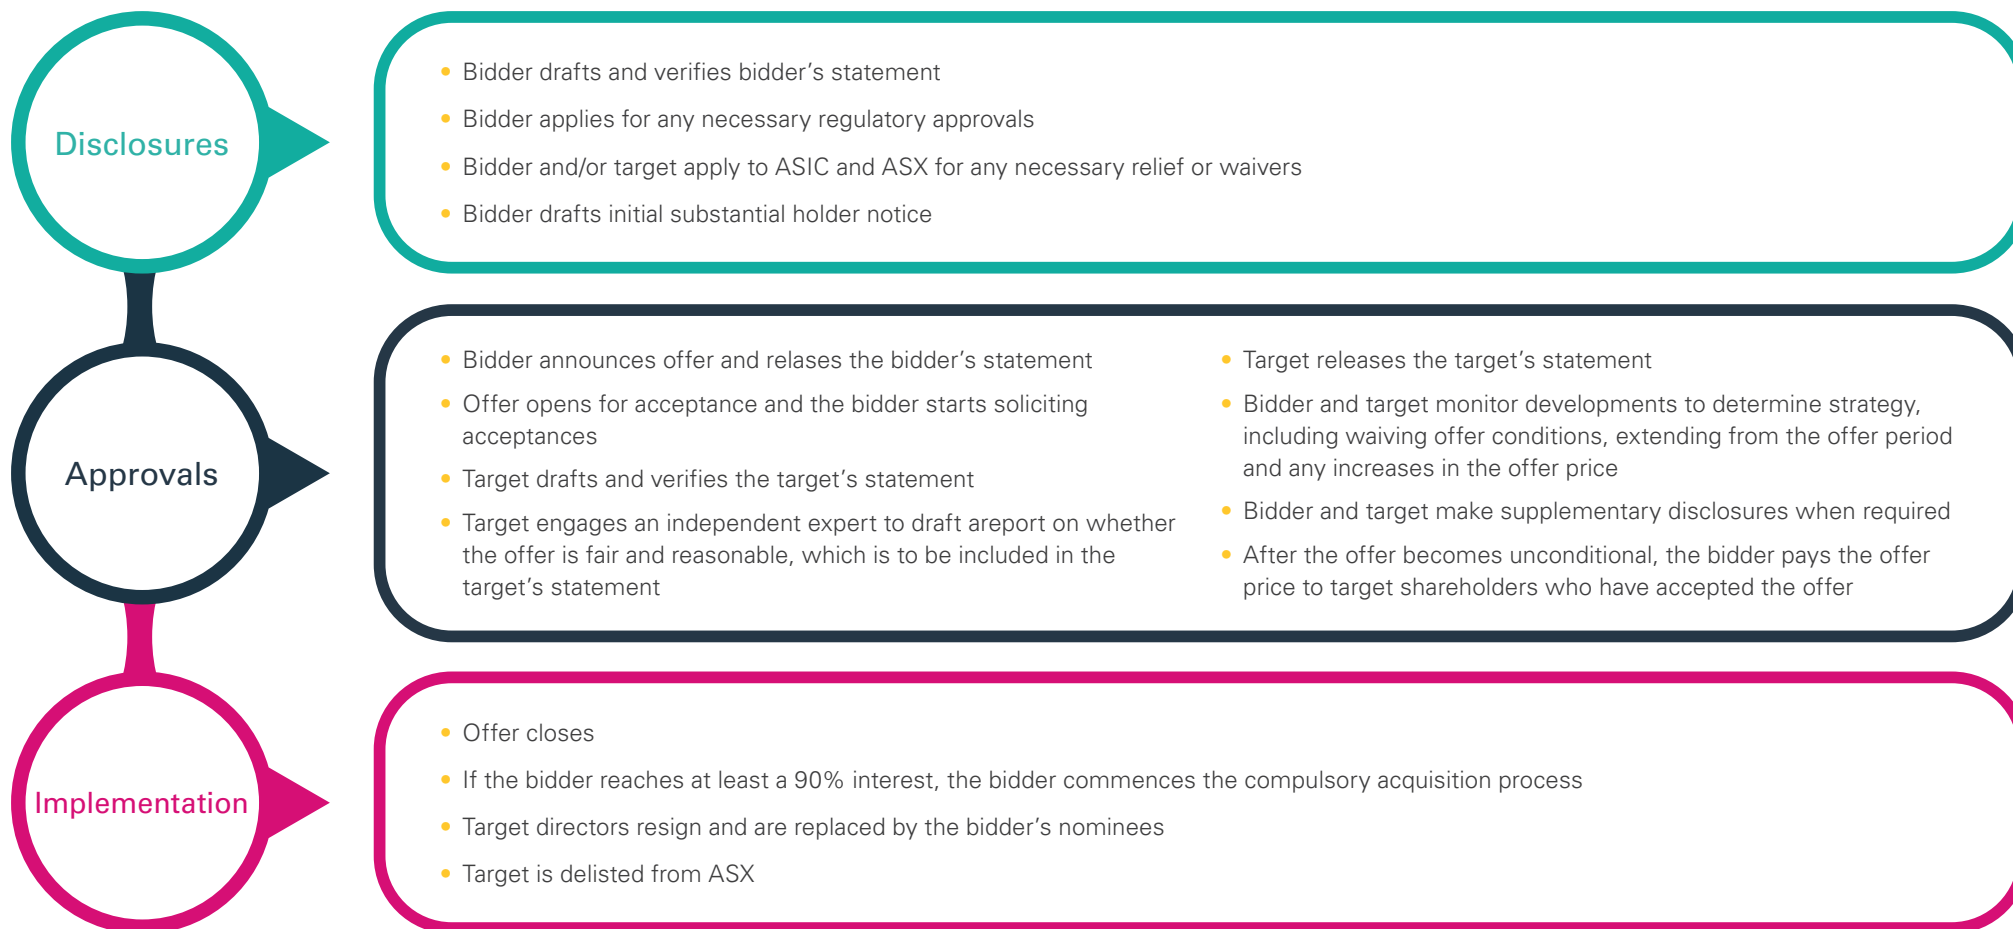 Disclosures
• Bidder drafts and verifies bidder’s statement
• Bidder applies for any necessary regulatory approvals
• Bidder and/or target apply to ASIC and ASX for any necessary relief or waivers
• Bidder drafts initial substantial holder notice
Approvals
• Bidder announces offer and relases the bidder’s statement
• Offer opens for acceptance and the bidder starts soliciting
acceptances
• Target drafts and verifies the target’s statement
• Target engages an independent expert to draft areport on whether
the offer is fair and reasonable, which is to be included in the
target’s statement
• Target releases the target’s statement
• Bidder and target monitor developments to determine strategy,
including waiving offer conditions, extending from the offer period
and any increases in the offer price
• Bidder and target make supplementary disclosures when required
• After the offer becomes unconditional, the bidder pays the offer
price to target shareholders who have accepted the offer
Implementation
• Offer closes
• If the bidder reaches at least a 90% interest, the bidder commences the compulsory acquisition process
• Target directors resign and are replaced by the bidder’s nominees
• Target is delisted from ASX